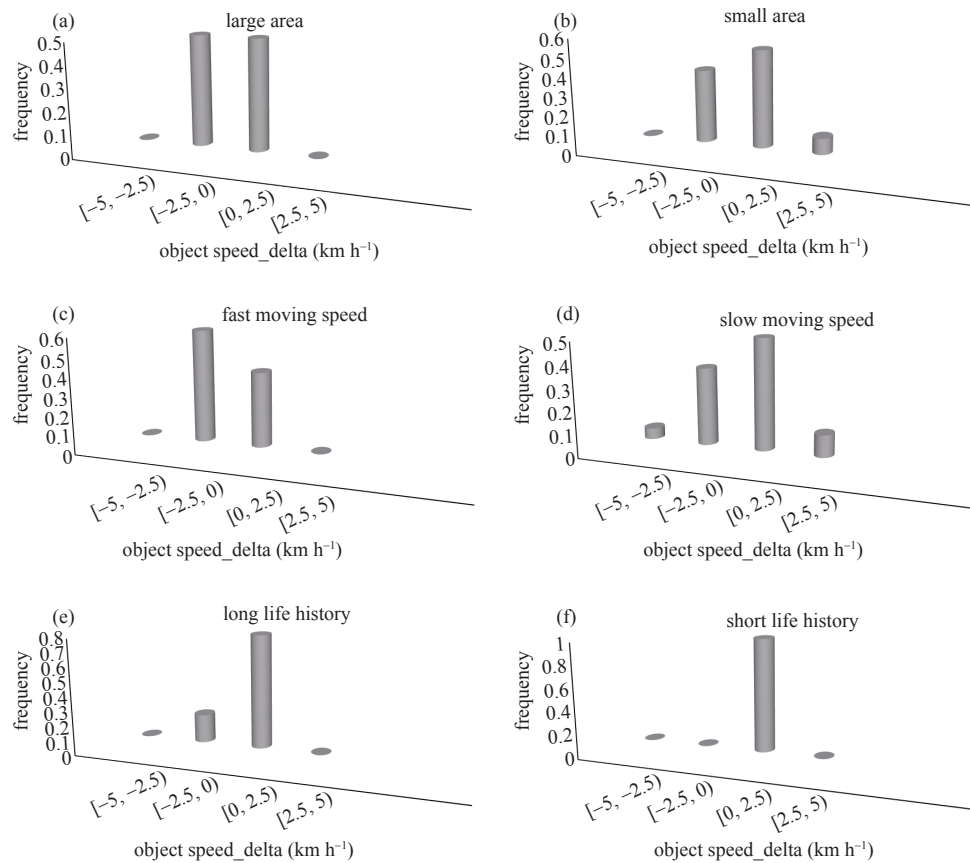 (a)
large area
frequency
0.5
0.4
0.3
0.2
0.1
0
[−5, −2.5)
[−2.5, 0)
[0, 2.5)
[2.5, 5)
object speed_delta (km h⁻¹)
(b)
small area
frequency
0.6
0.5
0.4
0.3
0.2
0.1
0
[−5, −2.5)
[−2.5, 0)
[0, 2.5)
[2.5, 5)
object speed_delta (km h⁻¹)
(c)
fast moving speed
frequency
0.6
0.5
0.4
0.3
0.2
0.1
0
[−5, −2.5)
[−2.5, 0)
[0, 2.5)
[2.5, 5)
object speed_delta (km h⁻¹)
(d)
slow moving speed
frequency
0.5
0.4
0.3
0.2
0.1
0
[−5, −2.5)
[−2.5, 0)
[0, 2.5)
[2.5, 5)
object speed_delta (km h⁻¹)
(e)
long life history
frequency
0.8
0.7
0.6
0.5
0.4
0.3
0.2
0.1
0
[−5, −2.5)
[−2.5, 0)
[0, 2.5)
[2.5, 5)
object speed_delta (km h⁻¹)
(f)
short life history
frequency
1
0.8
0.6
0.4
0.2
0
[−5, −2.5)
[−2.5, 0)
[0, 2.5)
[2.5, 5)
object speed_delta (km h⁻¹)